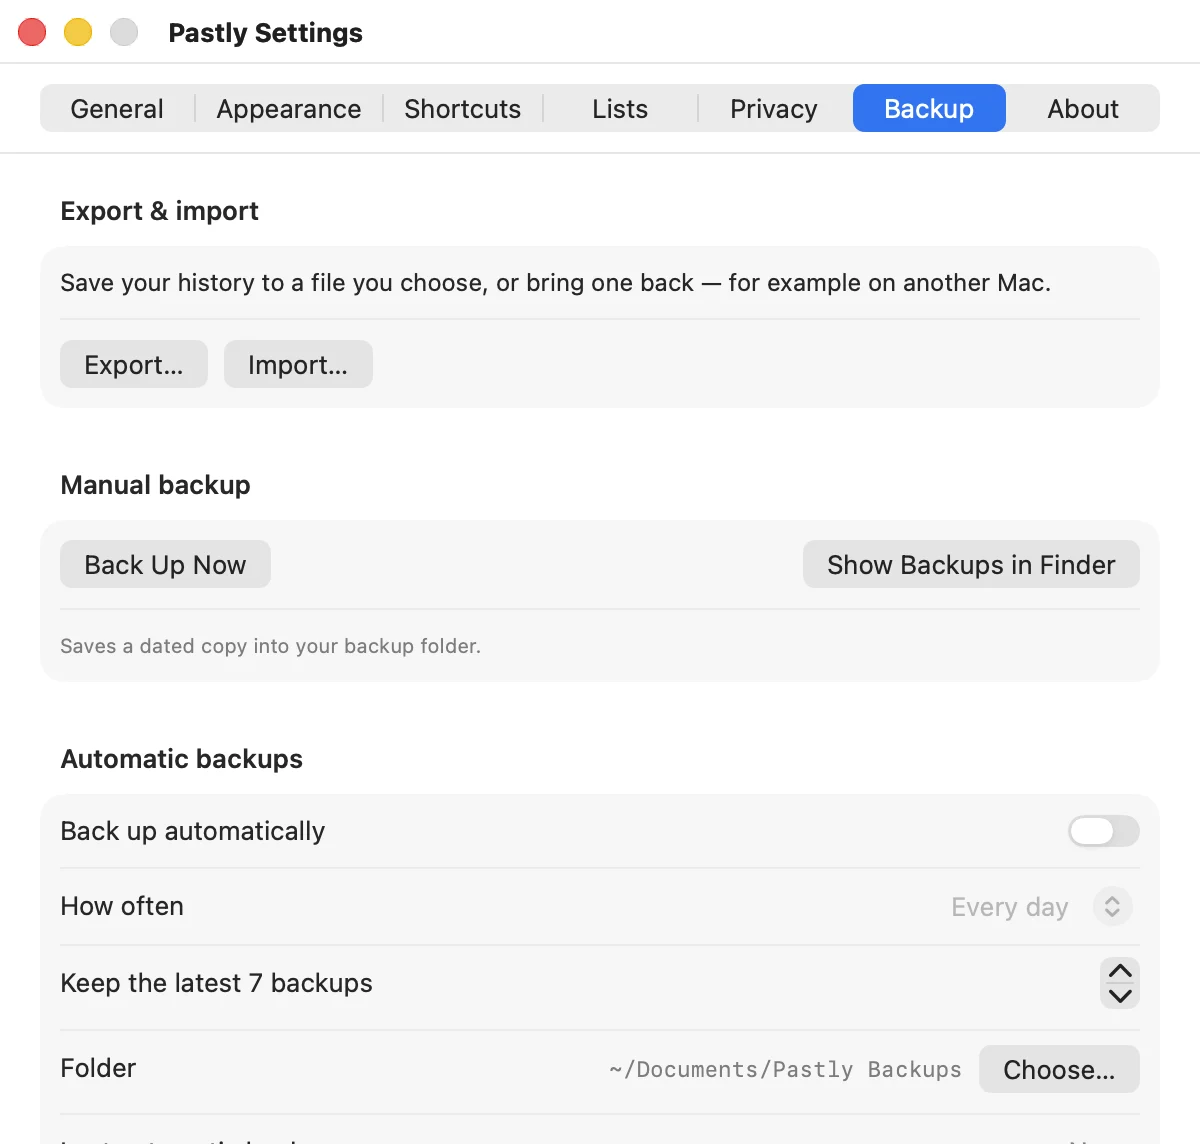 Pastly Settings
General Appearance Shortcuts Lists Privacy Backup About
Export & import
Save your history to a file you choose, or bring one back — for example on another Mac.
Export... Import...
Manual backup
Back Up Now Show Backups in Finder
Saves a dated copy into your backup folder.
Automatic backups
Back up automatically
How often Every day
Keep the latest 7 backups
Folder ~/Documents/Pastly Backups Choose...